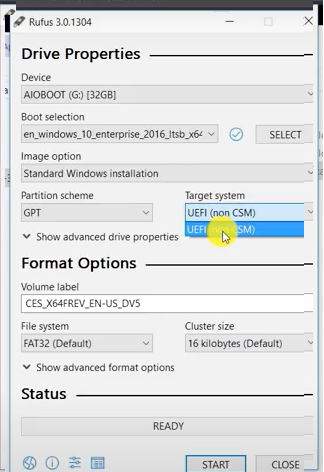 Rufus 3.0.1304
Drive Properties
Device
AIOBOOT (G:) [32GB]
Boot selection
en_windows_10_enterprise_2016_ltsb_x64
SELECT
Image option
Standard Windows installation
Partition scheme
Target system
GPT
UEFI (non CSM)
UEFI (non CSM)
Show advanced drive properties
Format Options
Volume label
CES_X64FREV_EN-US_DV5
File system
Cluster size
FAT32 (Default)
16 kilobytes (Default)
Show advanced format options
Status
READY
START
CLOSE